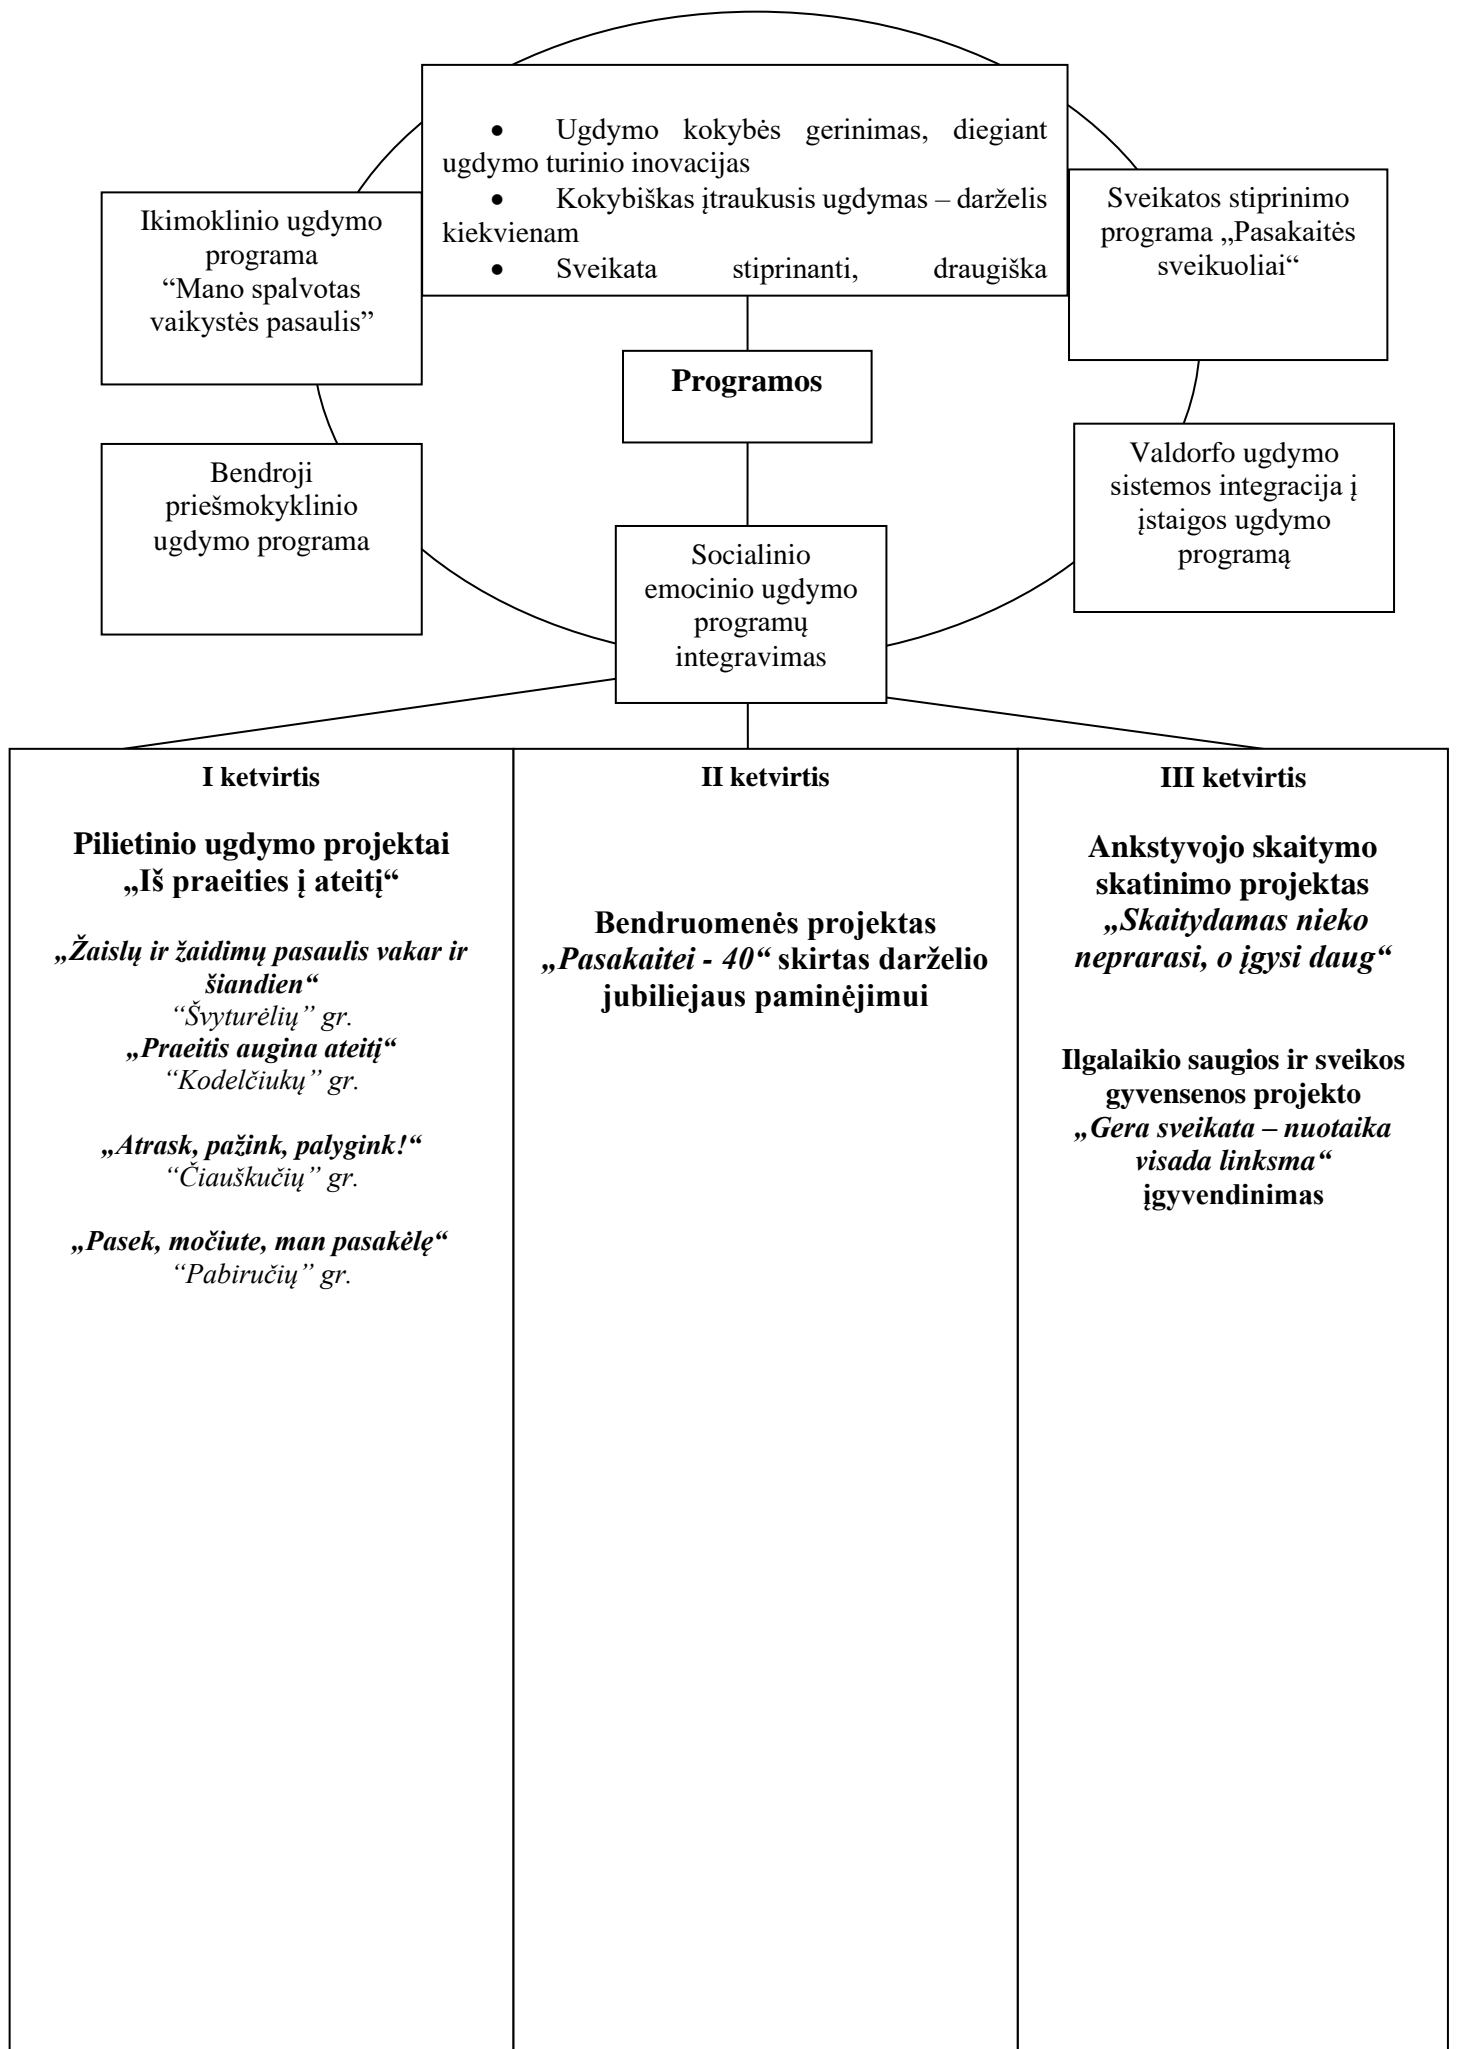 • Ugdymo kokybės gerinimas, diegiant
ugdymo turinio inovacijas
• Kokybiškas įtraukusis ugdymas – darželis
kiekvienam
• Sveikata stiprinanti, draugiška
Ikimoklinio ugdymo
programa
“Mano spalvotas
vaikystės pasaulis”
Sveikatos stiprinimo
programa „Pasakaitės
sveikuoliai“
Programos
Bendroji
priešmokyklinio
ugdymo programa
Valdorfo ugdymo
sistemos integracija į
įstaigos ugdymo
programą
Socialinio
emocinio ugdymo
programų
integravimas
I ketvirtis
Pilietinio ugdymo projektai
„Iš praeities į ateitį“
„Žaislų ir žaidimų pasaulis vakar ir
šiandien“
“Švyturėlių” gr.
„Praeitis augina ateitį“
“Kodelčiukų” gr.
„Atrask, pažink, palygink!“
“Čiauškučių” gr.
„Pasek, močiute, man pasakėlę“
“Pabiručių” gr.
II ketvirtis
Bendruomenės projektas
„Pasakaitei - 40“ skirtas darželio
jubiliejaus paminėjimui
III ketvirtis
Ankstyvojo skaitymo
skatinimo projektas
„Skaitydamas nieko
neprarasi, o įgysi daug“
Ilgalaikio saugios ir sveikos
gyvensenos projekto
„Gera sveikata – nuotaika
visada linksma“
įgyvendinimas